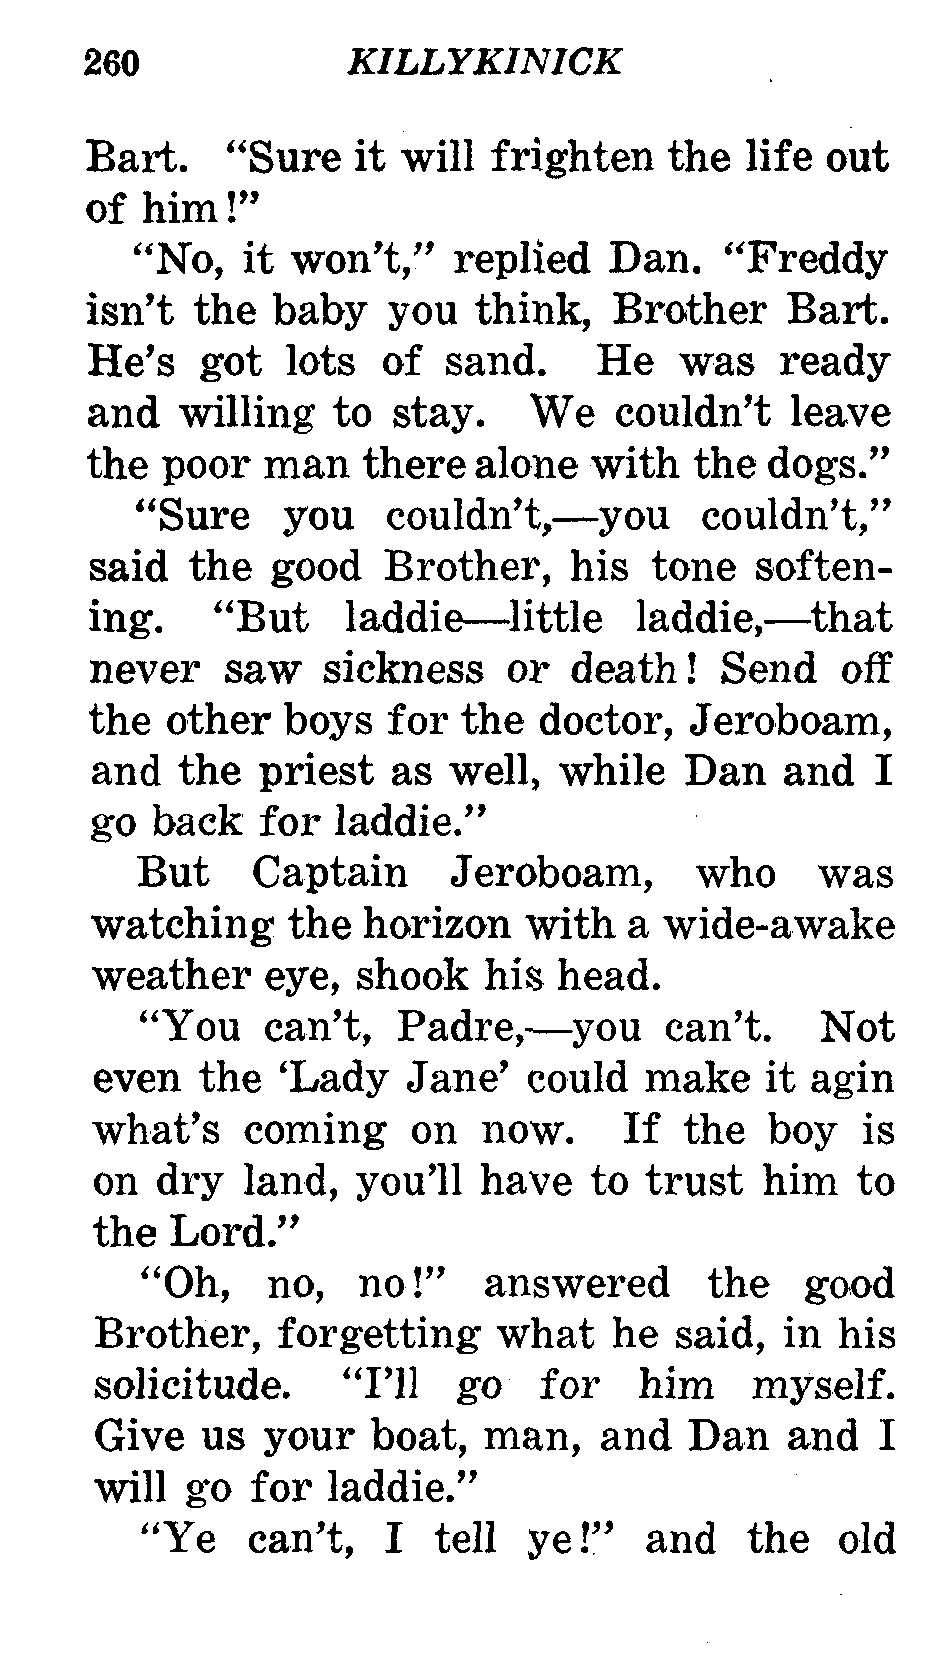 260 KILLYKINICK
Bart. “Sure it will frighten the life out
of him!”
“No, it won’t,” replied Dan. “Freddy
isn’t the baby you think, Brother Bart.
He’s got lots of sand. He was ready
and willing to stay. We couldn’t leave
the poor man there alone with the dogs.”
“Sure you couldn’t,—you couldn’t,”
said the good Brother, his tone soften-
ing. “But laddie—little laddie,—that
never saw sickness or death! Send off
the other boys for the doctor, Jeroboam,
and the priest as well, while Dan and I
go back for laddie.”
But Captain Jeroboam, who was
watching the horizon with a wide-awake
weather eye, shook his head.
“You can’t, Padre,—you can’t. Not
even the ‘Lady Jane’ could make it agin
what’s coming on now. If the boy is
on dry land, you’ll have to trust him to
the Lord.”
“Oh, no, no!” answered the good
Brother, forgetting what he said, in his
solicitude. “I’ll go for him myself.
Give us your boat, man, and Dan and I
will go for laddie.”
“Ye can’t, I tell ye!” and the old